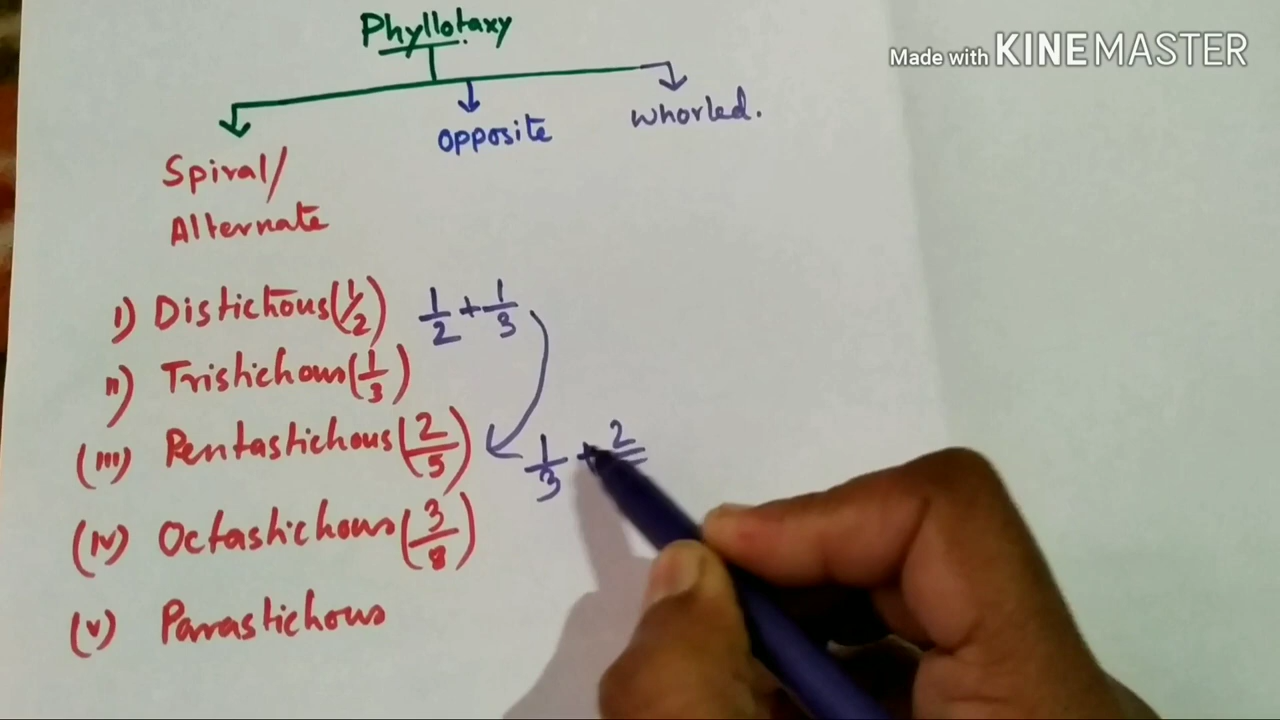 Phyllotaxy
Made with KINEMASTER
Spiral/
Alternate
opposite
Whorled.
i) Distichous(1/2) 1/2 + 1/3
ii) Tristichous(1/3)
(iii) Pentastichous(2/5) 1/3 + 2
(iv) Octastichous(3/8)
(v) Parrastichous